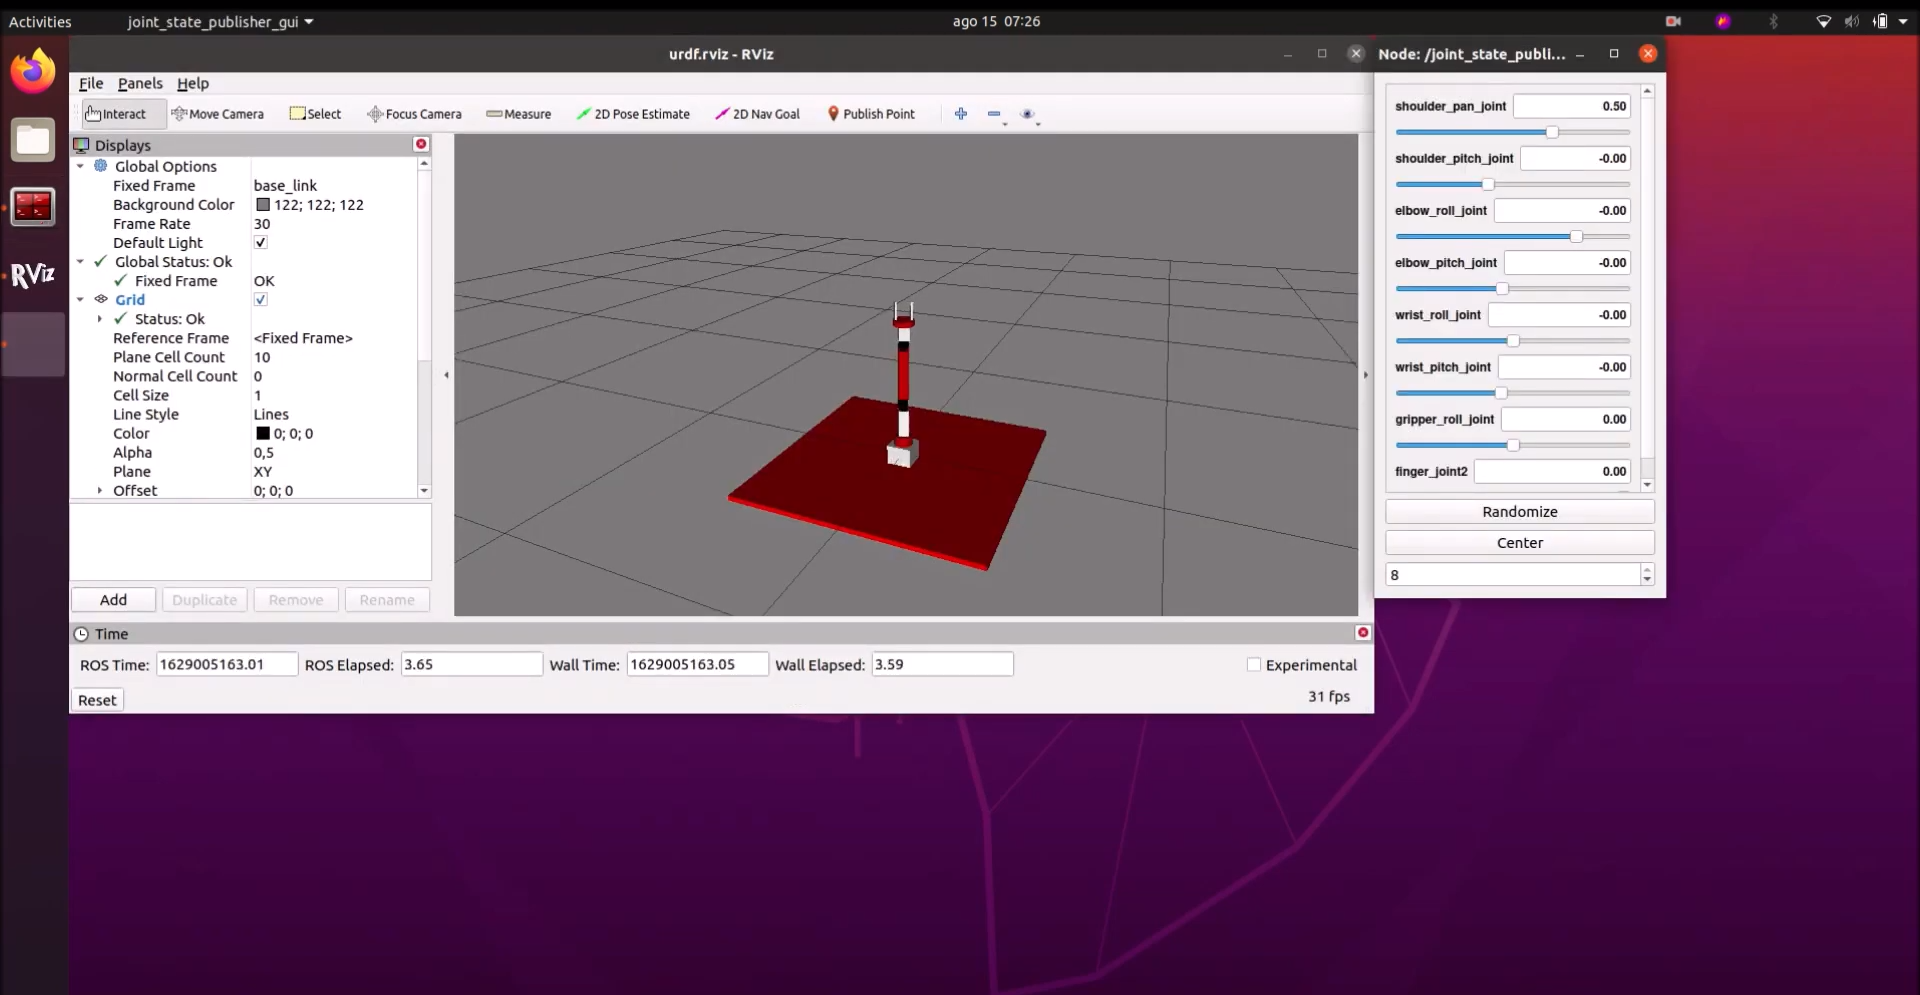 Activities joint_state_publisher_gui ago 15 07:26
urdf.rviz - RViz
Node: /joint_state_publi...
File Panels Help
Interact Move Camera Select Focus Camera Measure 2D Pose Estimate 2D Nav Goal Publish Point
RViz
Displays
Global Options
Fixed Frame base_link
Background Color 122; 122; 122
Frame Rate 30
Default Light
Global Status: Ok
Fixed Frame OK
Grid
Status: Ok
Reference Frame <Fixed Frame>
Plane Cell Count 10
Normal Cell Count 0
Cell Size 1
Line Style Lines
Color 0; 0; 0
Alpha 0,5
Plane XY
Offset 0; 0; 0
Add Duplicate Remove Rename
shoulder_pan_joint 0.50
shoulder_pitch_joint -0.00
elbow_roll_joint -0.00
elbow_pitch_joint -0.00
wrist_roll_joint -0.00
wrist_pitch_joint -0.00
gripper_roll_joint 0.00
finger_joint2 0.00
Randomize
Center
8
Time
ROS Time: 1629005163.01 ROS Elapsed: 3.65 Wall Time: 1629005163.05 Wall Elapsed: 3.59 Experimental
Reset 31 fps